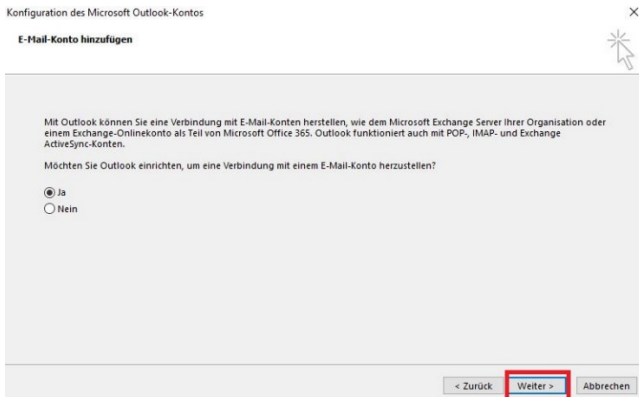 Konfiguration des Microsoft Outlook-Kontos
E-Mail-Konto hinzufügen
Mit Outlook können Sie eine Verbindung mit E-Mail-Konten herstellen, wie dem Microsoft Exchange Server Ihrer Organisation oder
einem Exchange-Onlinekonto als Teil von Microsoft Office 365. Outlook funktioniert auch mit POP-, IMAP- und Exchange
ActiveSync-Konten.
Möchten Sie Outlook einrichten, um eine Verbindung mit einem E-Mail-Konto herzustellen?
Ja
Nein
< Zurück Weiter > Abbrechen